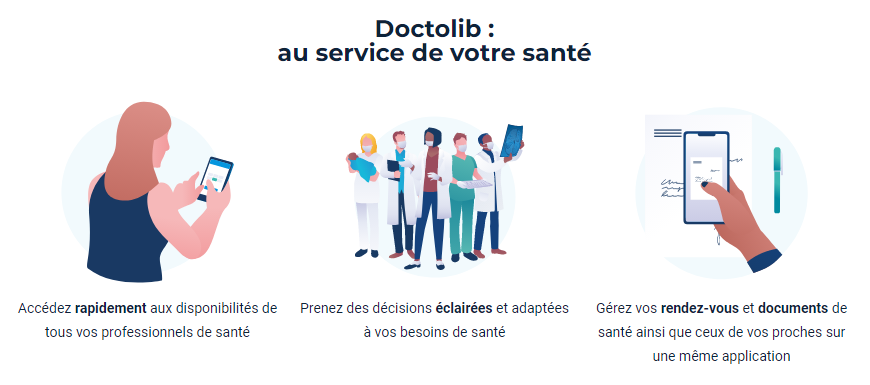 Doctolib :
au service de votre santé
Accédez rapidement aux disponibilités de
tous vos professionnels de santé
Prenez des décisions éclairées et adaptées
à vos besoins de santé
Gérez vos rendez-vous et documents de
santé ainsi que ceux de vos proches sur
une même application